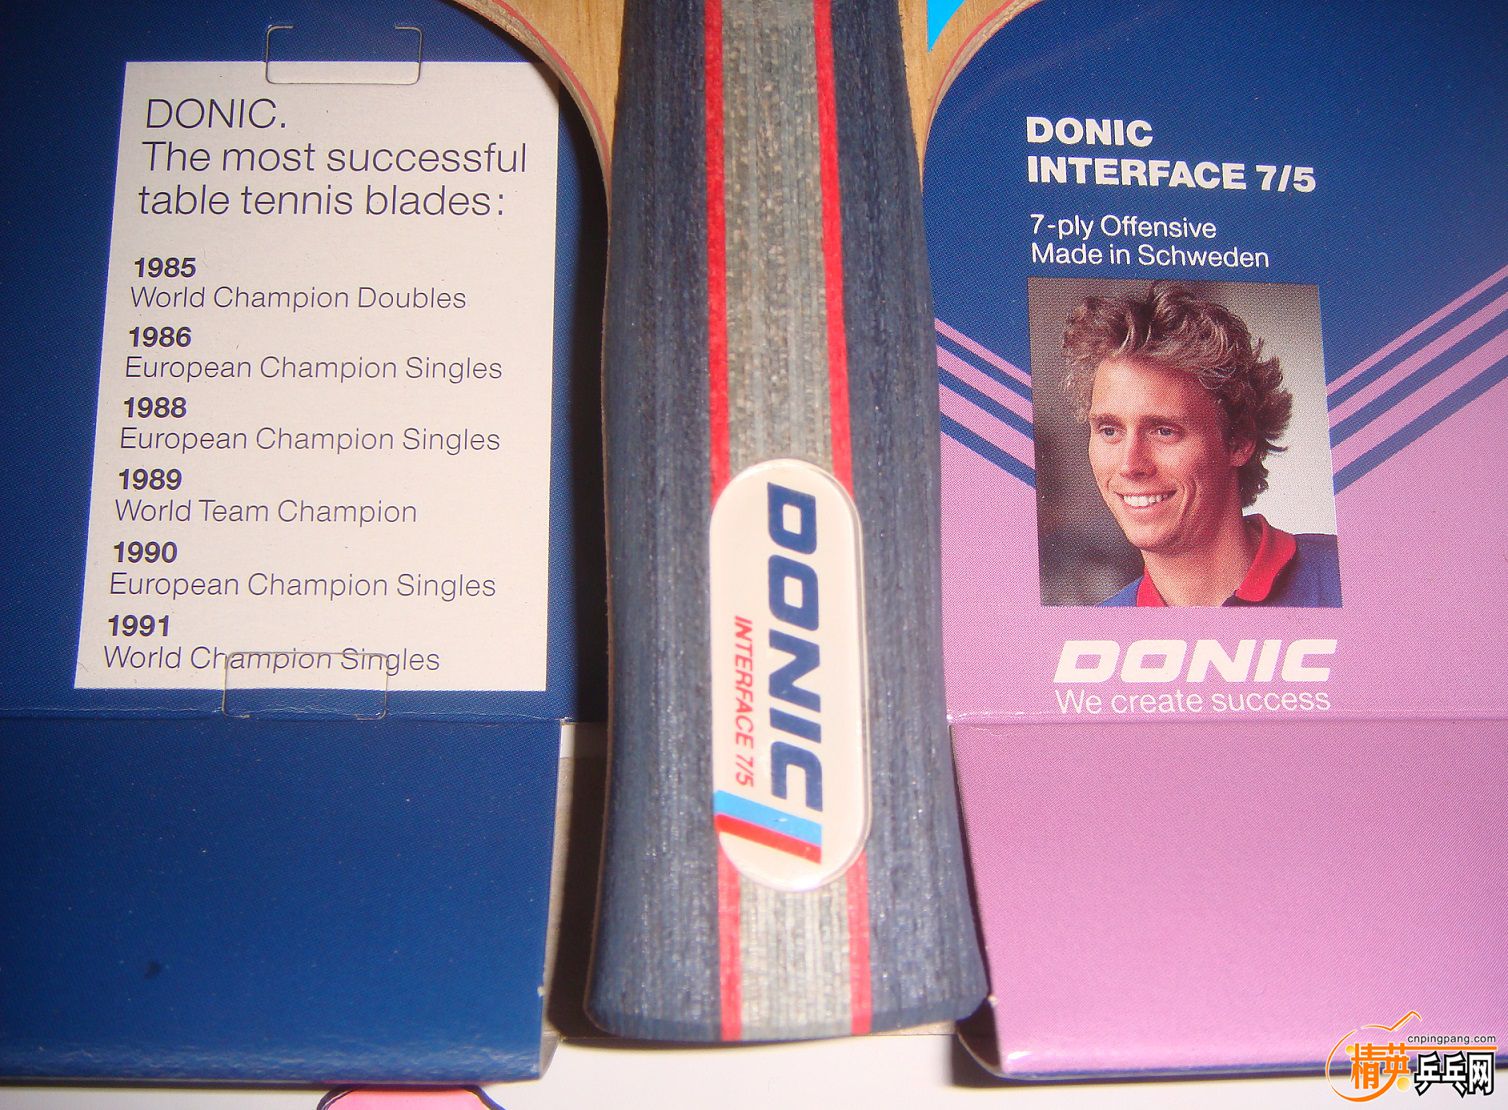 DONIC.
The most successful
table tennis blades:
1985
World Champion Doubles
1986
European Champion Singles
1988
European Champion Singles
1989
World Team Champion
1990
European Champion Singles
1991
World Champion Singles
DONIC
INTERFACE 7/5
DONIC
INTERFACE 7/5
7-ply Offensive
Made in Schweden
DONIC
We create success
cnpingpang.com
精英乒乓网